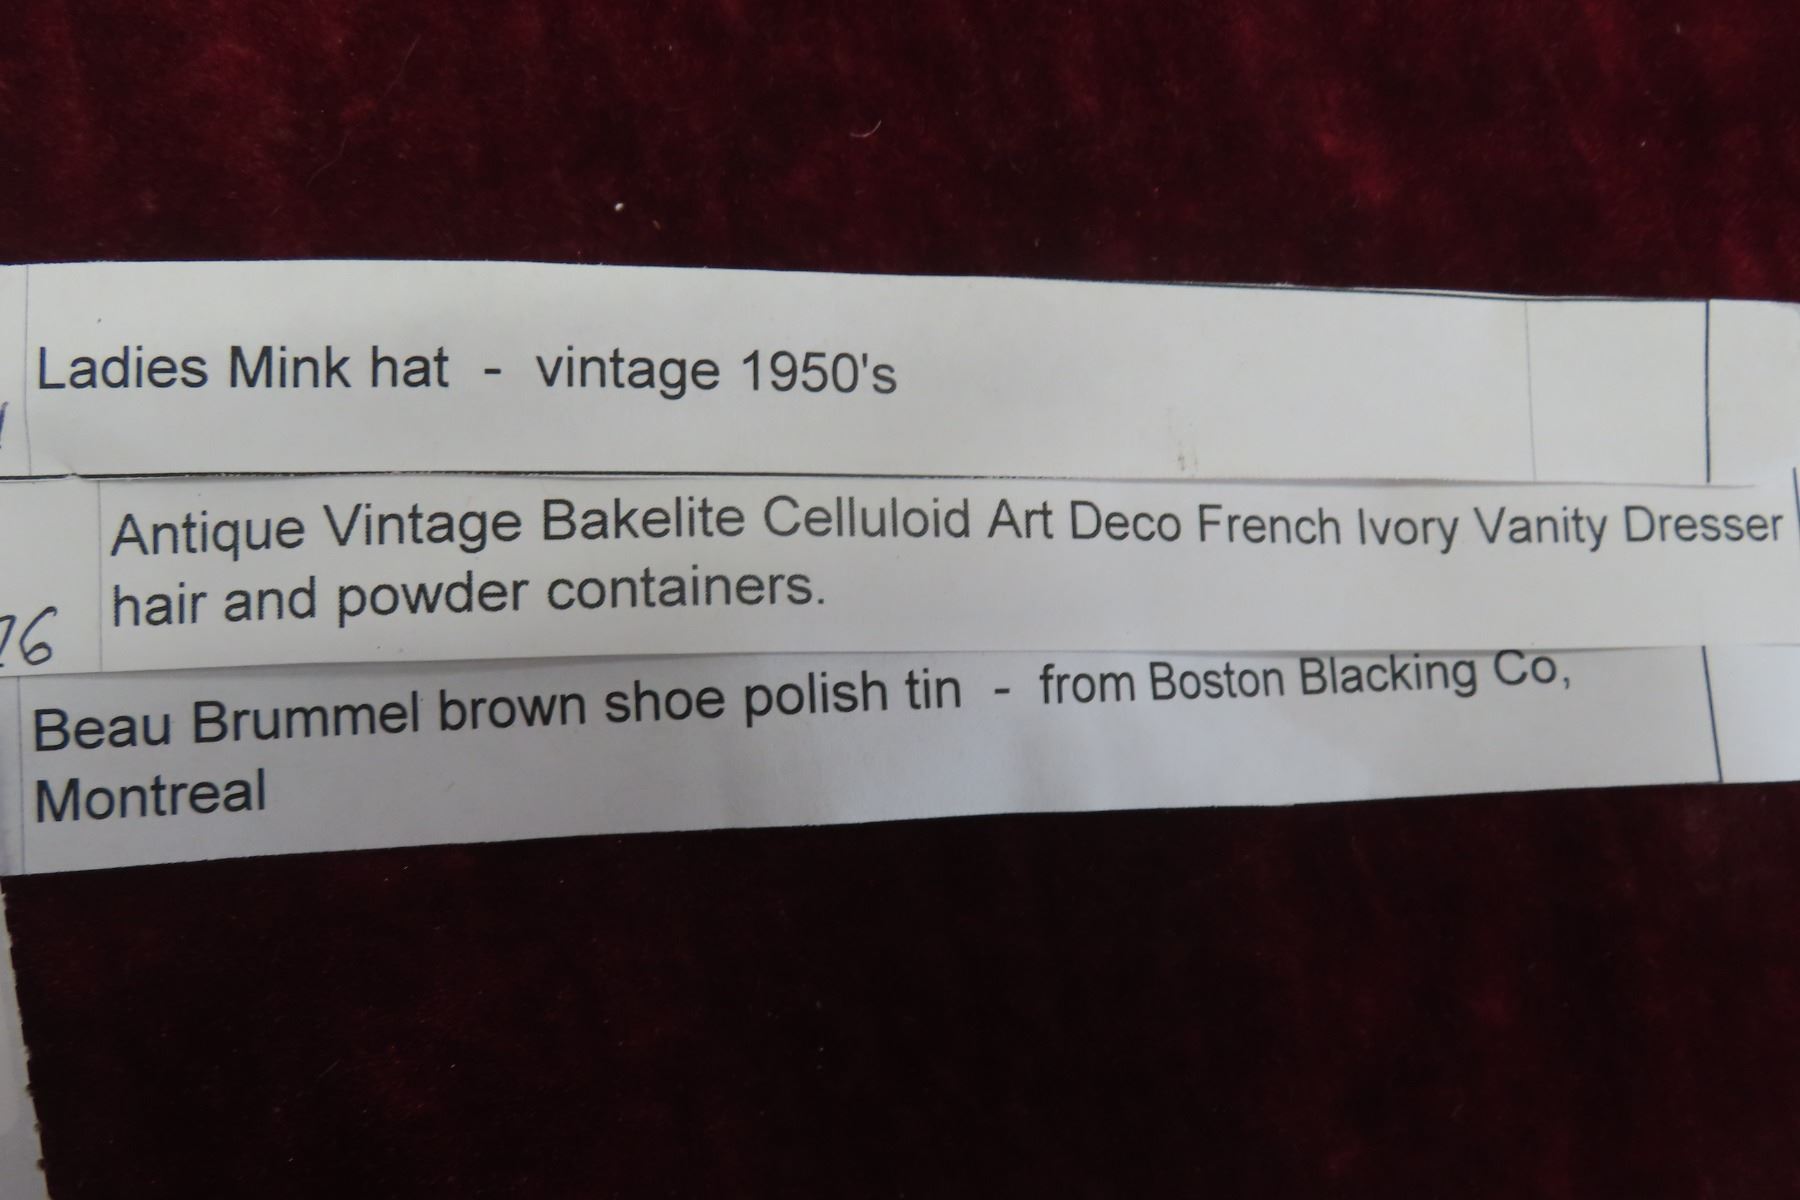 Ladies Mink hat - vintage 1950's
Antique Vintage Bakelite Celluloid Art Deco French Ivory Vanity Dresser
hair and powder containers.
76
Beau Brummel brown shoe polish tin - from Boston Blacking Co,
Montreal